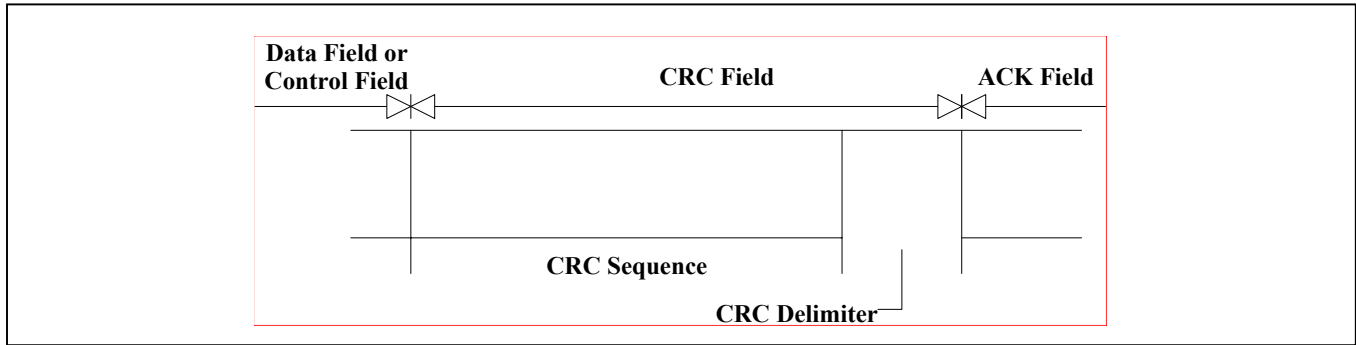 Data Field or
Control Field
CRC Field
ACK Field
CRC Sequence
CRC Delimiter